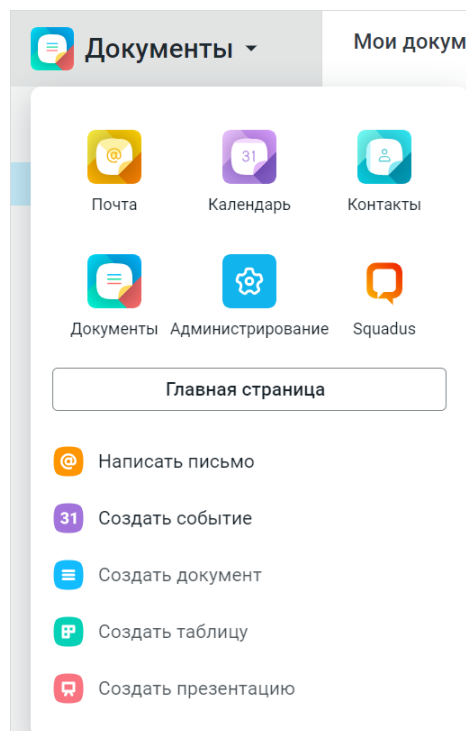 Документы
Мои докум
Почта
Календарь
31
Контакты
Документы
Администрирование
Squadus
Главная страница
Написать письмо
31
Создать событие
Создать документ
Создать таблицу
Создать презентацию